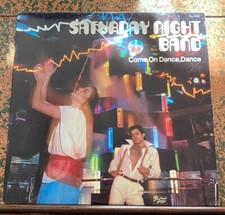 SATURDAY NIGHT
BAND
Come On Dance, Dance